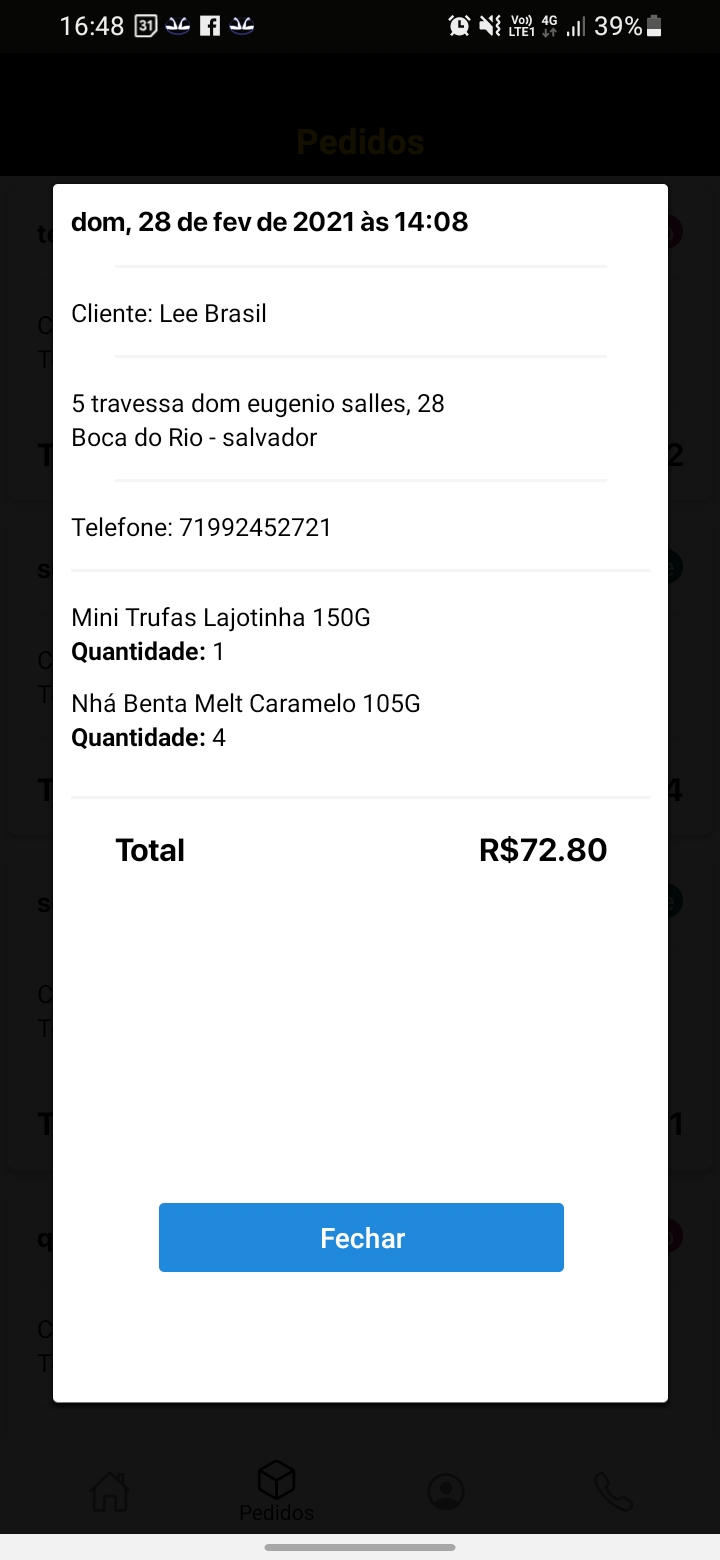 16:48 31 Vo)) LTE1 4G 39%
Pedidos
dom, 28 de fev de 2021 às 14:08
Cliente: Lee Brasil
5 travessa dom eugenio salles, 28
Boca do Rio - salvador
Telefone: 71992452721
Mini Trufas Lajotinha 150G
Quantidade: 1
Nhá Benta Melt Caramelo 105G
Quantidade: 4
Total R$72.80
Fechar
Pedidos